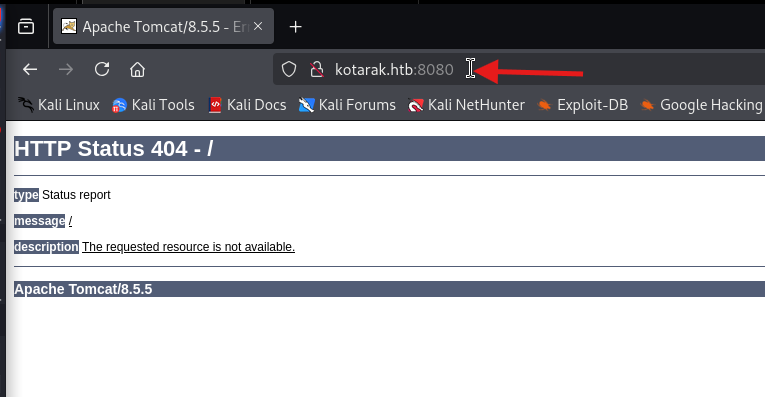 Apache Tomcat/8.5.5 - Er
kotarak.htb:8080
Kali Linux Kali Tools Kali Docs Kali Forums Kali NetHunter Exploit-DB Google Hacking
HTTP Status 404 - /
type Status report
message /
description The requested resource is not available.
Apache Tomcat/8.5.5